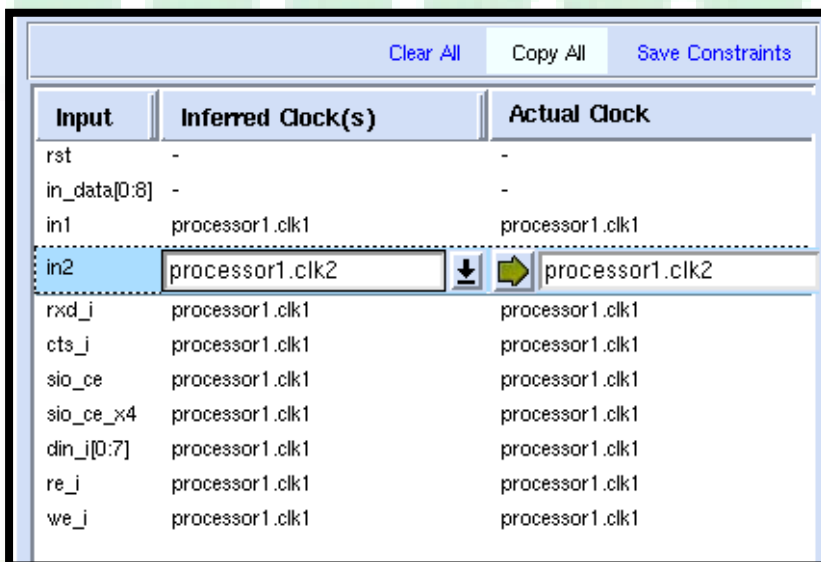 Clear All Copy All Save Constraints
Input Inferred Clock(s) Actual Clock
rst - -
in_data[0:8] - -
in1 processor1.clk1 processor1.clk1
in2 processor1.clk2 processor1.clk2
rxd_i processor1.clk1 processor1.clk1
cts_i processor1.clk1 processor1.clk1
sio_ce processor1.clk1 processor1.clk1
sio_ce_x4 processor1.clk1 processor1.clk1
din_i[0:7] processor1.clk1 processor1.clk1
re_i processor1.clk1 processor1.clk1
we_i processor1.clk1 processor1.clk1